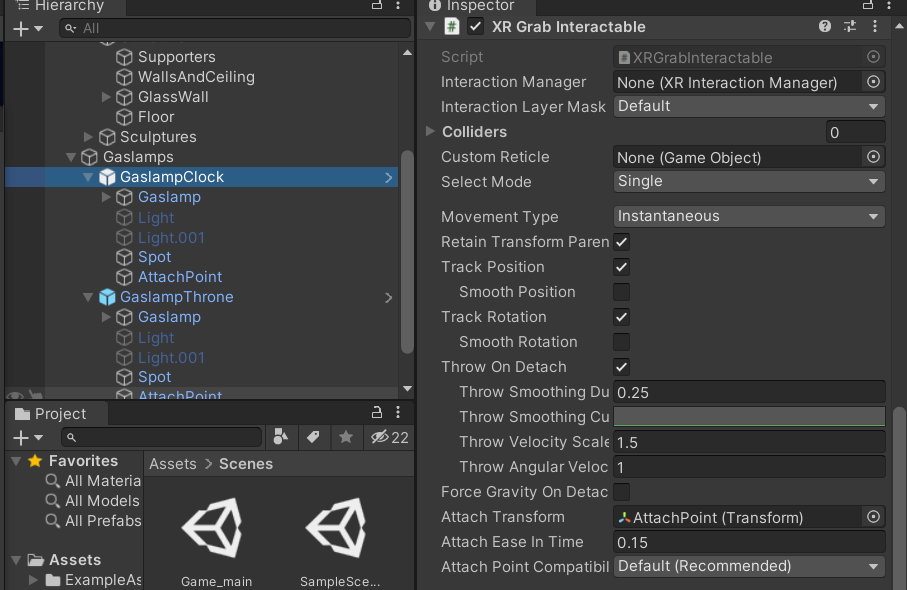 Hierarchy
All
Supporters
WallsAndCeiling
GlassWall
Floor
Sculptures
Gaslamps
GaslampClock
Gaslamp
Light
Light.001
Spot
AttachPoint
GaslampThrone
Gaslamp
Light
Light.001
Spot
AttachPoint
Project
22
Favorites
All Materia
All Models
All Prefabs
Assets
ExampleAs
Assets > Scenes
Game_main
SampleSce...
Inspector
# XR Grab Interactable
Script # XRGrabInteractable
Interaction Manager None (XR Interaction Manager)
Interaction Layer Mask Default
Colliders 0
Custom Reticle None (Game Object)
Select Mode Single
Movement Type Instantaneous
Retain Transform Paren
Track Position
Smooth Position
Track Rotation
Smooth Rotation
Throw On Detach
Throw Smoothing Du 0.25
Throw Smoothing Cu
Throw Velocity Scale 1.5
Throw Angular Veloc 1
Force Gravity On Detac
Attach Transform AttachPoint (Transform)
Attach Ease In Time 0.15
Attach Point Compatibil Default (Recommended)